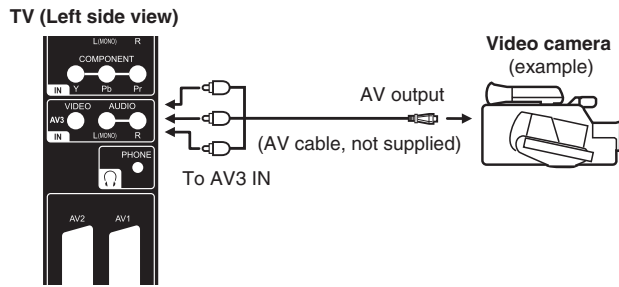 TV (Left side view)
L(MONO) R
COMPONENT
IN Y Pb Pr
VIDEO AUDIO
AV3
IN L(MONO) R
PHONE
AV2 AV1
To AV3 IN
AV output
(AV cable, not supplied)
Video camera
(example)